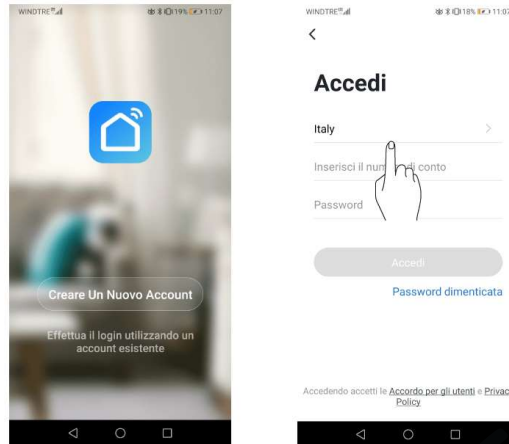 WINDTRE
19%
11:07
Creare Un Nuovo Account
Effettua il login utilizzando un
account esistente
WINDTRE
18%
11:07
Accedi
Italy
Inserisci il di conto
Password
Accedi
Password dimenticata
Accedendo accetti le Accordo per gli utenti e Privac
Policy